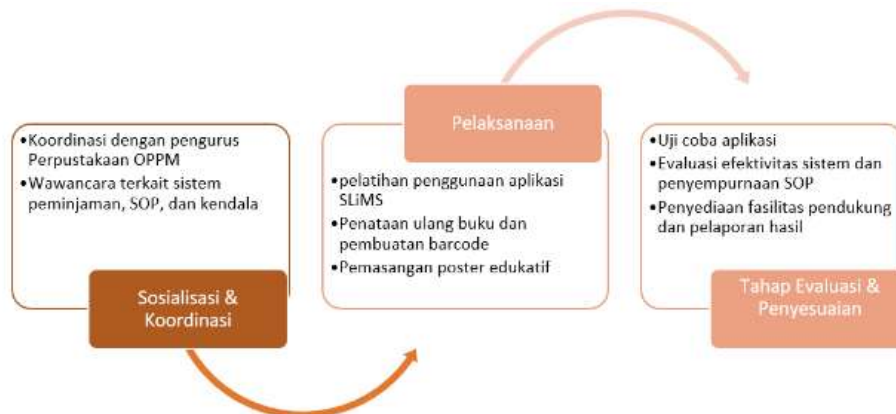 •Koordinasi dengan pengurus
Perpustakaan OPPM
•Wawancara terkait sistem
peminjaman, SOP, dan kendala
Sosialisasi &
Koordinasi
Pelaksanaan
•pelatihan penggunaan aplikasi
SLiMS
•Penataan ulang buku dan
pembuatan barcode
•Pemasangan poster edukatif
•Uji coba aplikasi
•Evaluasi efektivitas sistem dan
penyempurnaan SOP
•Penyediaan fasilitas pendukung
dan pelaporan hasil
Tahap Evaluasi &
Penyesuaian